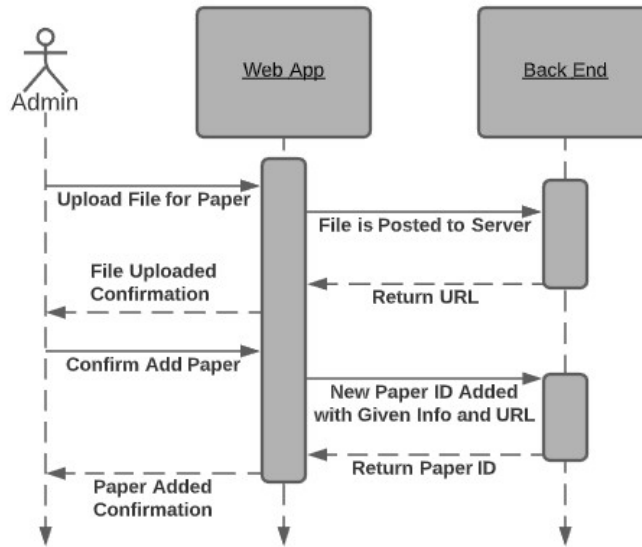 Web App
Back End
Admin
Upload File for Paper
File is Posted to Server
File Uploaded
Confirmation
Return URL
Confirm Add Paper
New Paper ID Added
with Given Info and URL
Return Paper ID
Paper Added
Confirmation